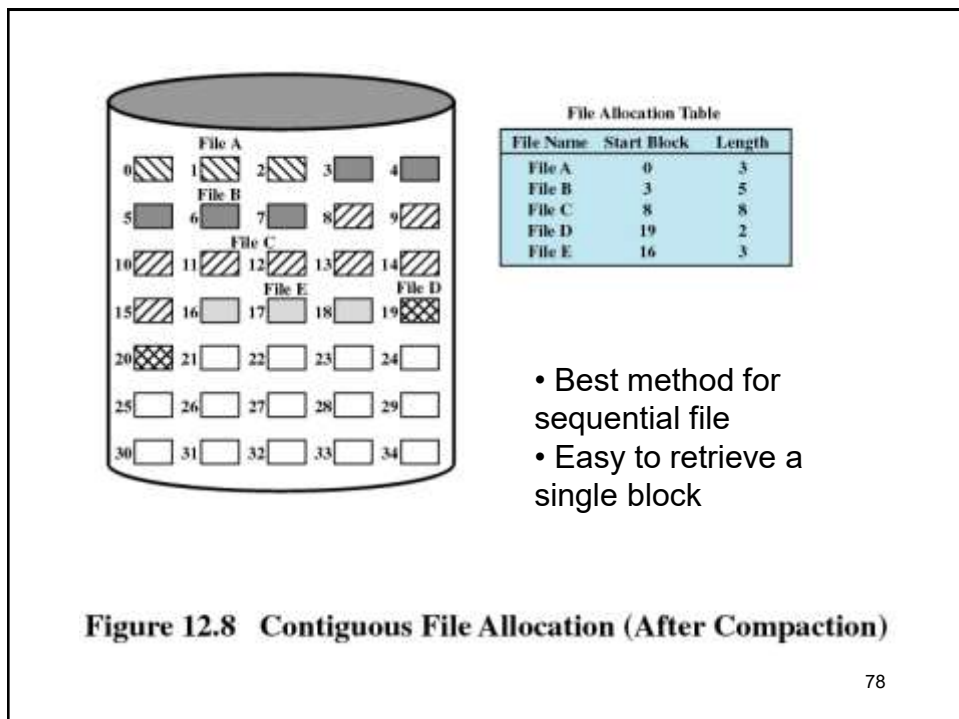 File A
0 1 2 3 4
File B
5 6 7 8 9
File C
10 11 12 13 14
File E File D
15 16 17 18 19
20 21 22 23 24
25 26 27 28 29
30 31 32 33 34
File Allocation Table
File Name Start Block Length
File A 0 3
File B 3 5
File C 8 8
File D 19 2
File E 16 3
• Best method for
sequential file
• Easy to retrieve a
single block
Figure 12.8 Contiguous File Allocation (After Compaction)
78